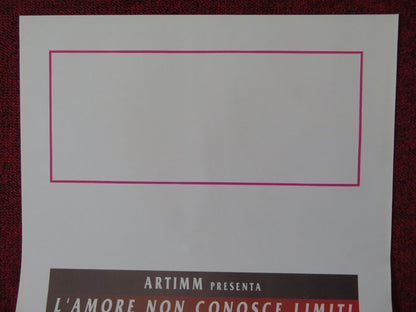 ARTIMM PRESENTA
L'AMORE NON CONOSCE LIMITI